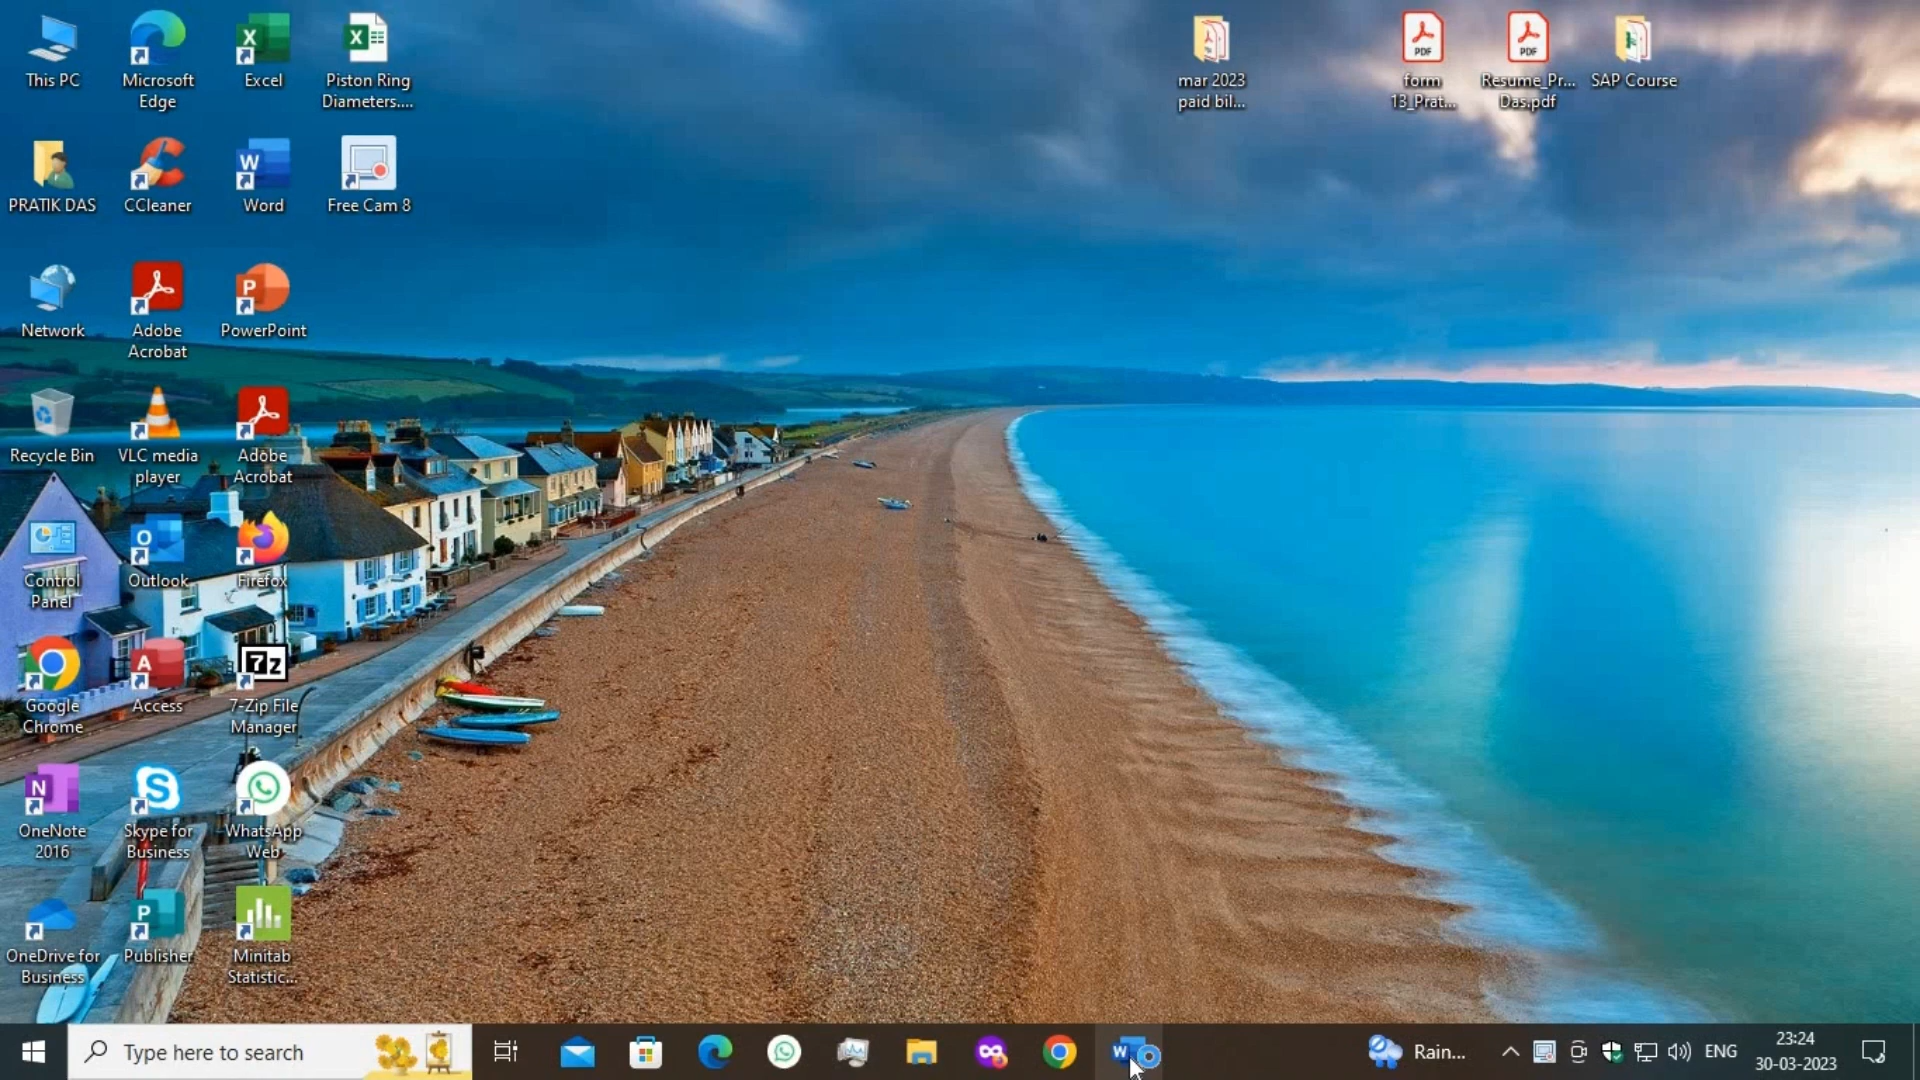 This PC
Microsoft
Edge
Excel
Piston Ring
Diameters....
mar 2023
paid bil...
form
13_Prat...
Resume_Pr...
Das.pdf
SAP Course
PRATIK DAS
CCleaner
Word
Free Cam 8
Network
Adobe
Acrobat
PowerPoint
Recycle Bin
VLC media
player
Adobe
Acrobat
Control
Panel
Outlook
Firefox
Google
Chrome
Access
7-Zip File
Manager
OneNote
2016
Skype for
Business
WhatsApp
Web
OneDrive for
Business
Publisher
Minitab
Statistic...
Type here to search
Rain...
ENG
23:24
30-03-2023